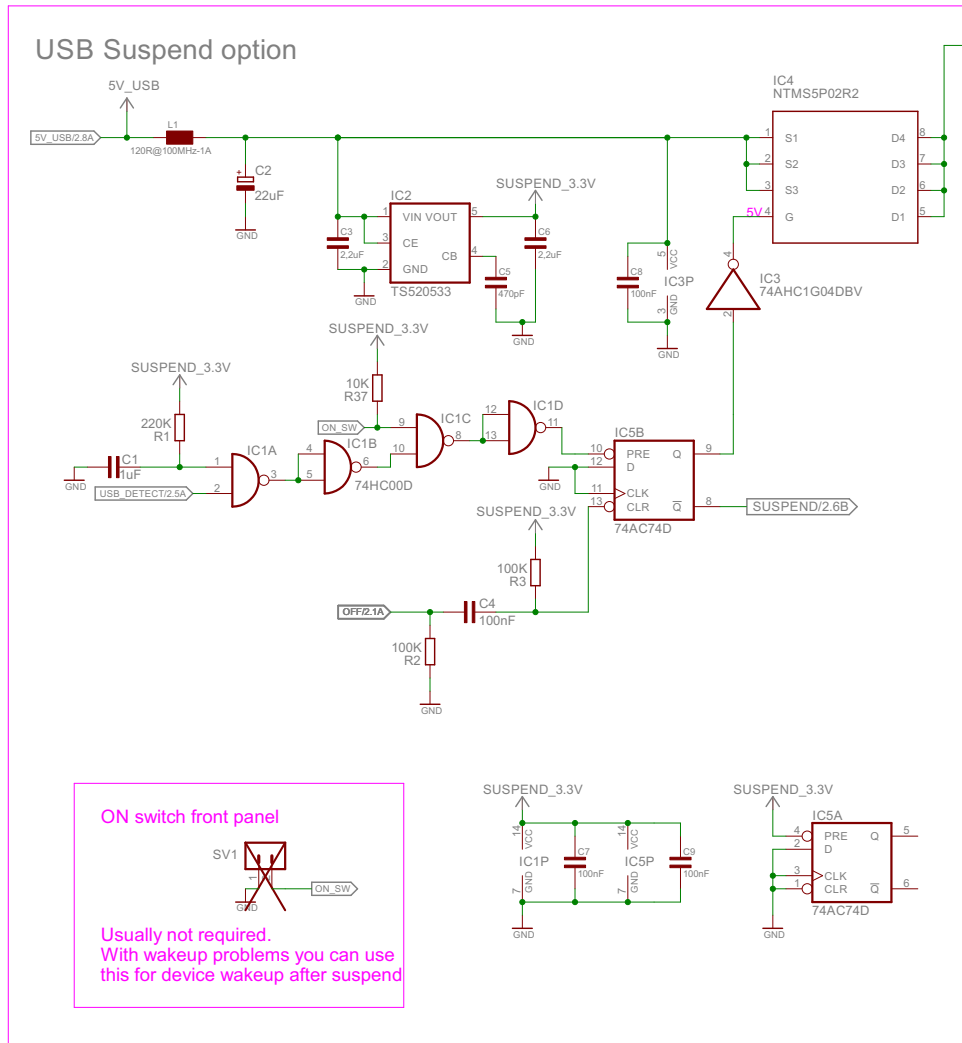 USB Suspend option
5V_USB
5V_USB/2.8A
L1
120R@100MHz-1A
C2
22uF
GND
IC2
VIN VOUT
CE
CB
GND
TS520533
1
3
2
5
4
C3
2,2uF
GND
SUSPEND_3.3V
C6
2,2uF
C5
470pF
GND
C8
100nF
5
VCC
IC3P
3
GND
GND
IC4
NTMS5P02R2
1 S1 D4 8
2 S2 D3 7
3 S3 D2 6
5V 4 G D1 5
4
IC3
74AHC1G04DBV
2
SUSPEND_3.3V
220K
R1
GND
C1
1uF
USB_DETECT/2.5A
1
2
IC1A
3
4
5
IC1B
6
74HC00D
SUSPEND_3.3V
10K
R37
ON_SW
9
10
IC1C
8
12
13
IC1D
11
GND
IC5B
10 PRE Q 9
12 D
11 CLK
13 CLR Q 8
74AC74D
SUSPEND/2.6B
SUSPEND_3.3V
100K
R3
OFF/2.1A
C4
100nF
100K
R2
GND
ON switch front panel
SV1
1
GND
ON_SW
Usually not required.
With wakeup problems you can use
this for device wakeup after suspend
SUSPEND_3.3V
14
VCC
IC1P
7
GND
C7
100nF
14
VCC
IC5P
7
GND
C9
100nF
GND
SUSPEND_3.3V
IC5A
4 PRE Q 5
2 D
3 CLK
1 CLR Q 6
74AC74D
GND